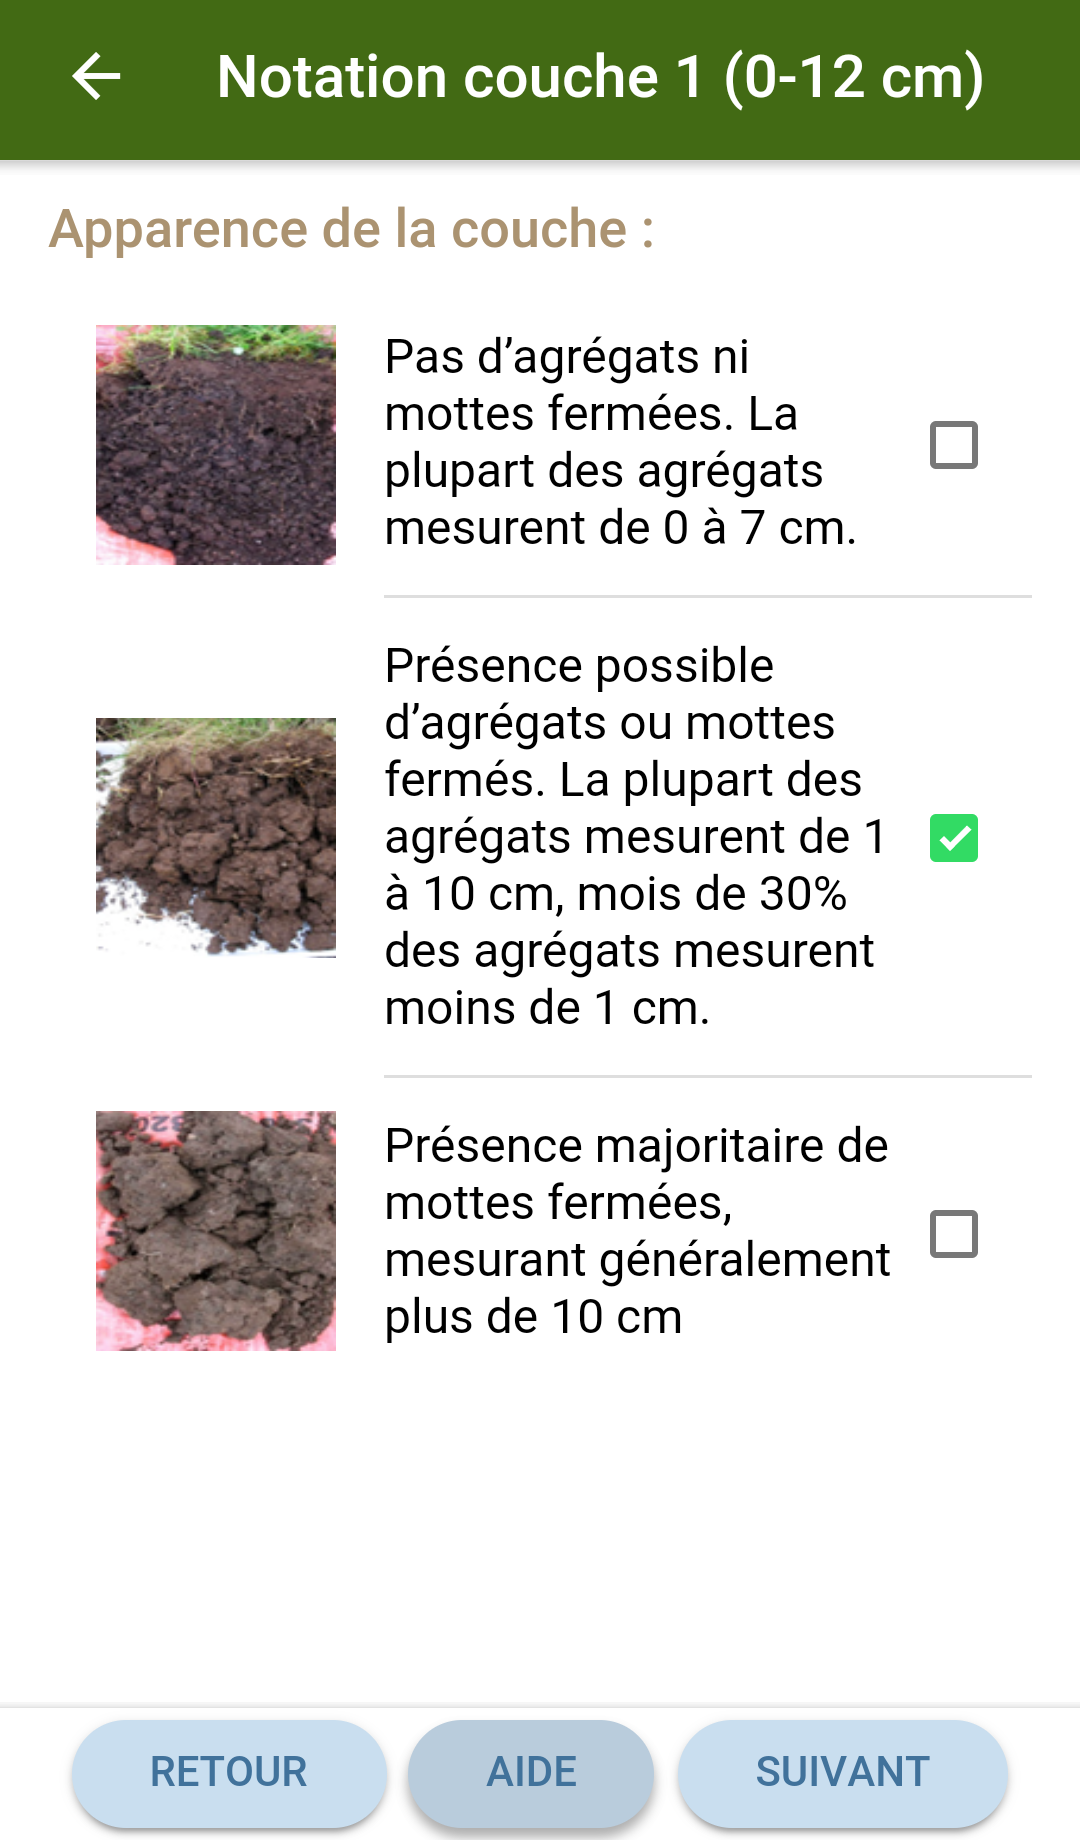 Notation couche 1 (0-12 cm)
Apparence de la couche :
Pas d’agrégats ni
mottes fermées. La
plupart des agrégats
mesurent de 0 à 7 cm.
Présence possible
d’agrégats ou mottes
fermés. La plupart des
agrégats mesurent de 1
à 10 cm, mois de 30%
des agrégats mesurent
moins de 1 cm.
Présence majoritaire de
mottes fermées,
mesurant généralement
plus de 10 cm
RETOUR
AIDE
SUIVANT